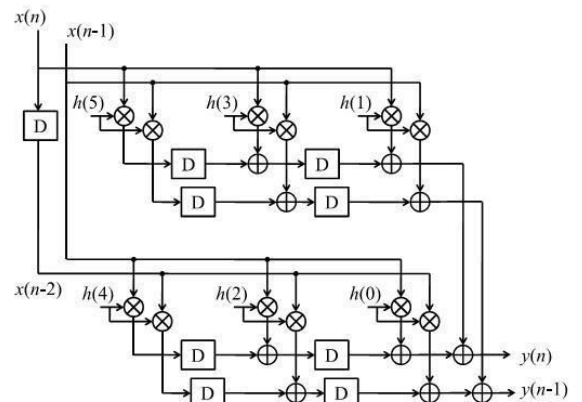 x(n)
x(n-1)
h(5)
h(3)
h(1)
D
D
D
D
D
x(n-2)
h(4)
h(2)
h(0)
D
D
y(n)
D
D
y(n-1)